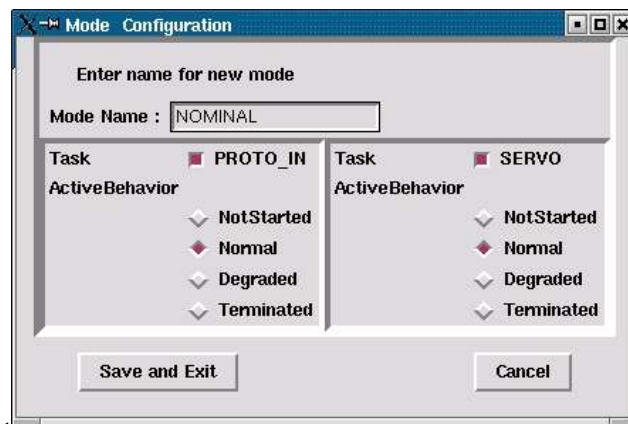 Mode Configuration
Enter name for new mode
Mode Name : NOMINAL
Task PROTO_IN
ActiveBehavior
NotStarted
Normal
Degraded
Terminated
Task SERVO
ActiveBehavior
NotStarted
Normal
Degraded
Terminated
Save and Exit
Cancel